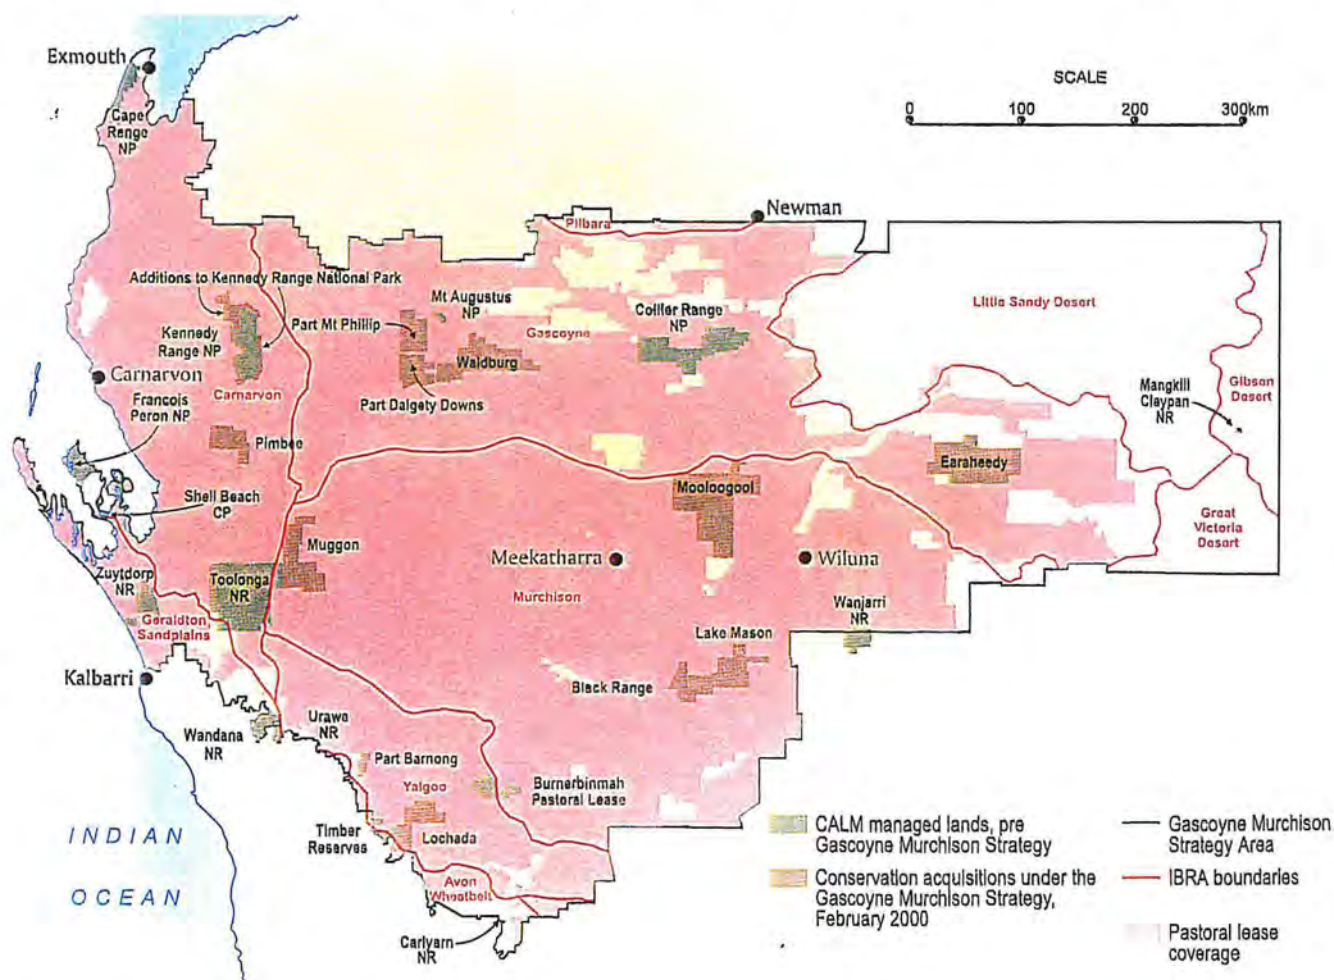 Exmouth
Cape
Range
NP
SCALE
0 100 200 300km
Newman
Pilbara
Additions to Kennedy Range National Park
Mt Augustus
NP
Collier Range
NP
Little Sandy Desert
Part Mt Phillip
Gascoyne
Kennedy
Range NP
Waldburg
Carnarvon
Carnarvon
Part Dalgety Downs
Mangkili
Claypan
NR
Gibson
Desert
Francois
Peron NP
Pimbee
Earaheedy
Mooloogool
Shell Beach
CP
Great
Victoria
Desert
Muggon
Meekatharra
Wiluna
Zuytdorp
NR
Toolonga
NR
Murchison
Wanjarri
NR
Geraldton
Sandplains
Lake Mason
Kalbarri
Black Range
Wandana
NR
Urawa
NR
Part Barnong
Yalgoo
Burnerbinmah
Pastoral Lease
Timber
Reserves
Lochada
INDIAN
OCEAN
Avon
Wheatbelt
Carlyarn
NR
CALM managed lands, pre
Gascoyne Murchison Strategy
Conservation acquisitions under the
Gascoyne Murchison Strategy,
February 2000
Gascoyne Murchison
Strategy Area
IBRA boundaries
Pastoral lease
coverage